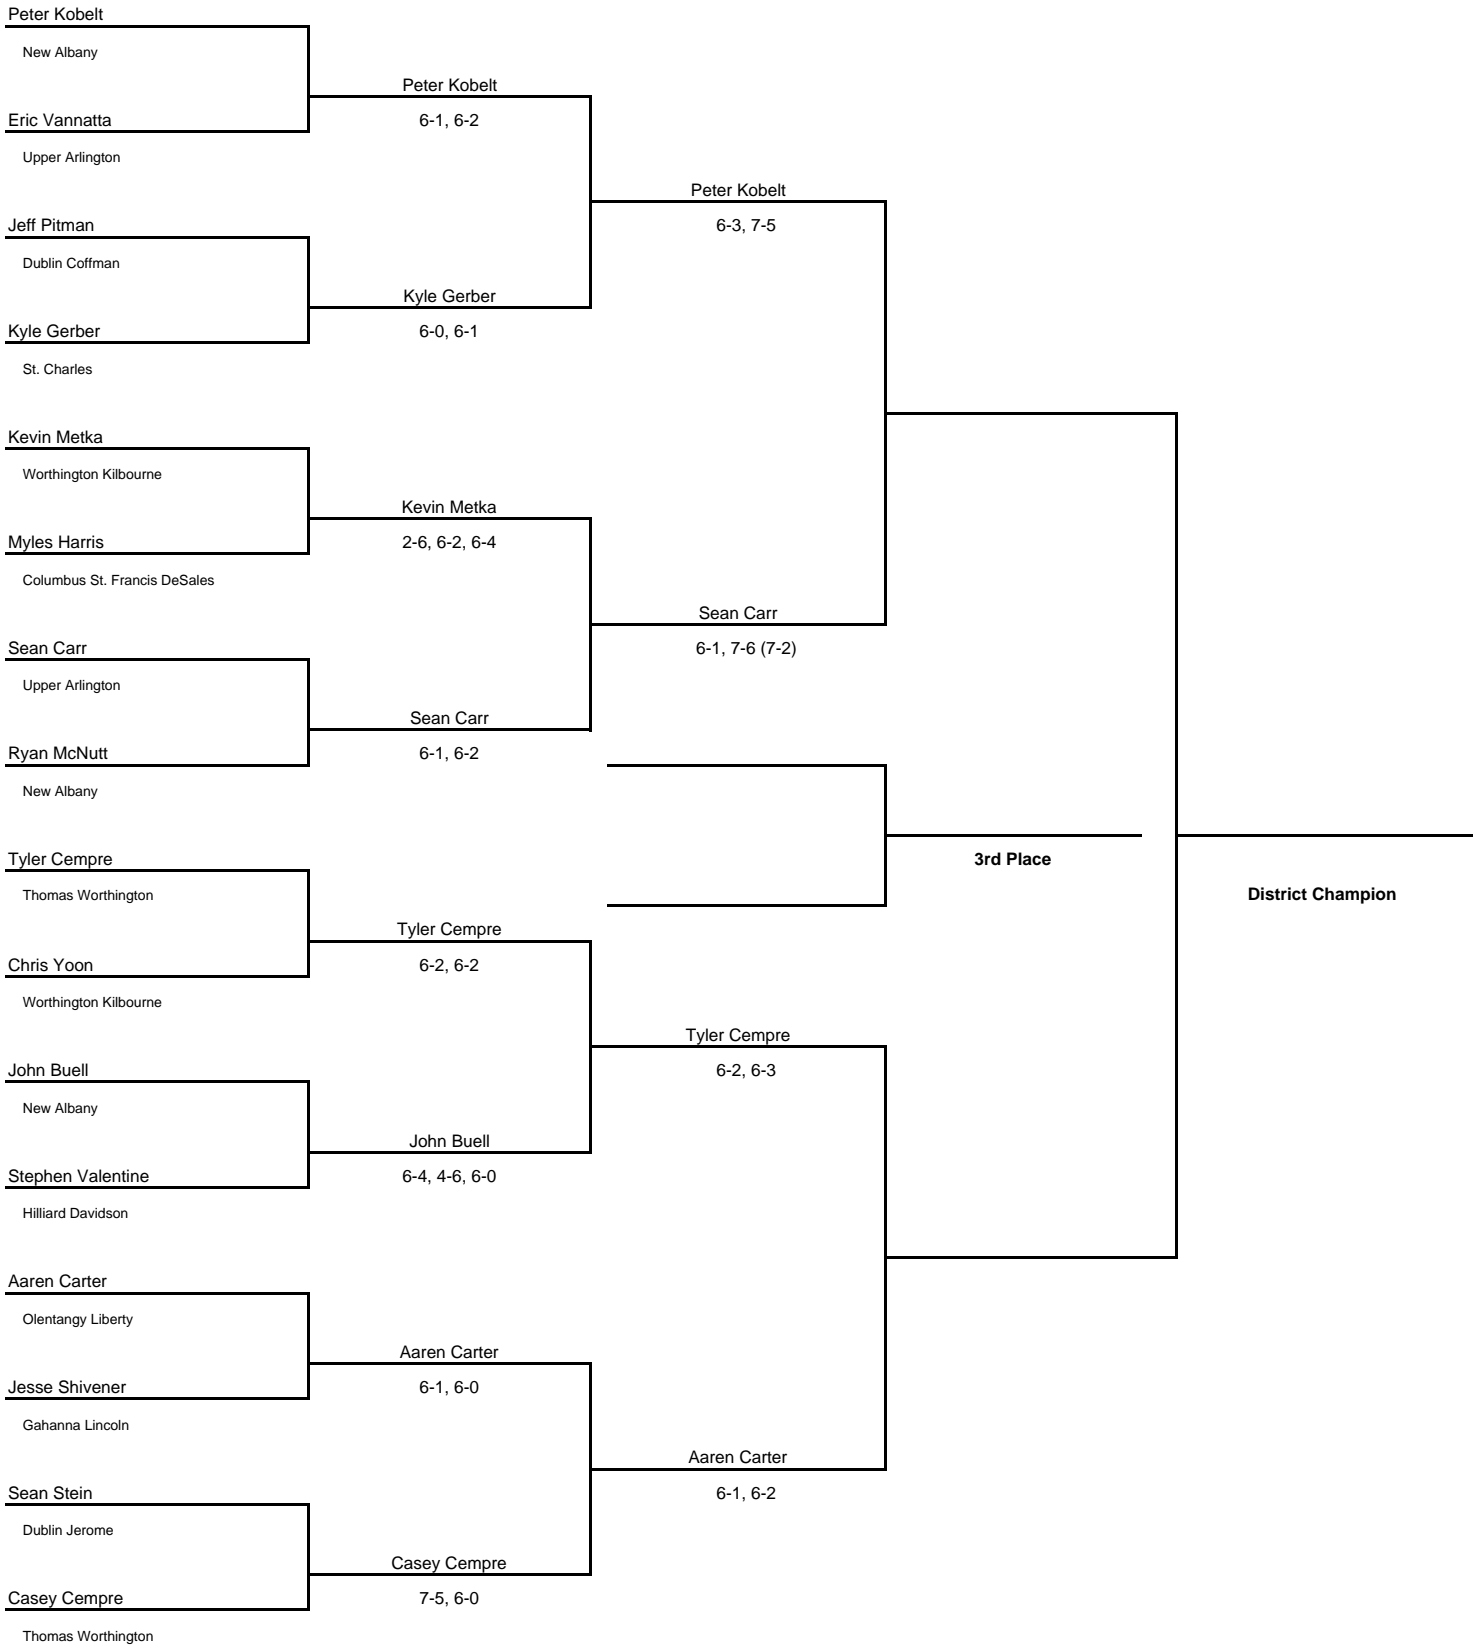 Peter Kobelt
New Albany
Peter Kobelt
Eric Vannatta
6-1, 6-2
Upper Arlington
Peter Kobelt
Jeff Pitman
6-3, 7-5
Dublin Coffman
Kyle Gerber
Kyle Gerber
6-0, 6-1
St. Charles
Kevin Metka
Worthington Kilbourne
Kevin Metka
Myles Harris
2-6, 6-2, 6-4
Columbus St. Francis DeSales
Sean Carr
Sean Carr
6-1, 7-6 (7-2)
Upper Arlington
Sean Carr
Ryan McNutt
6-1, 6-2
New Albany
Tyler Cempre
3rd Place
Thomas Worthington
District Champion
Tyler Cempre
Chris Yoon
6-2, 6-2
Worthington Kilbourne
Tyler Cempre
John Buell
6-2, 6-3
New Albany
John Buell
Stephen Valentine
6-4, 4-6, 6-0
Hilliard Davidson
Aaren Carter
Olentangy Liberty
Aaren Carter
Jesse Shivener
6-1, 6-0
Gahanna Lincoln
Aaren Carter
Sean Stein
6-1, 6-2
Dublin Jerome
Casey Cempre
Casey Cempre
7-5, 6-0
Thomas Worthington